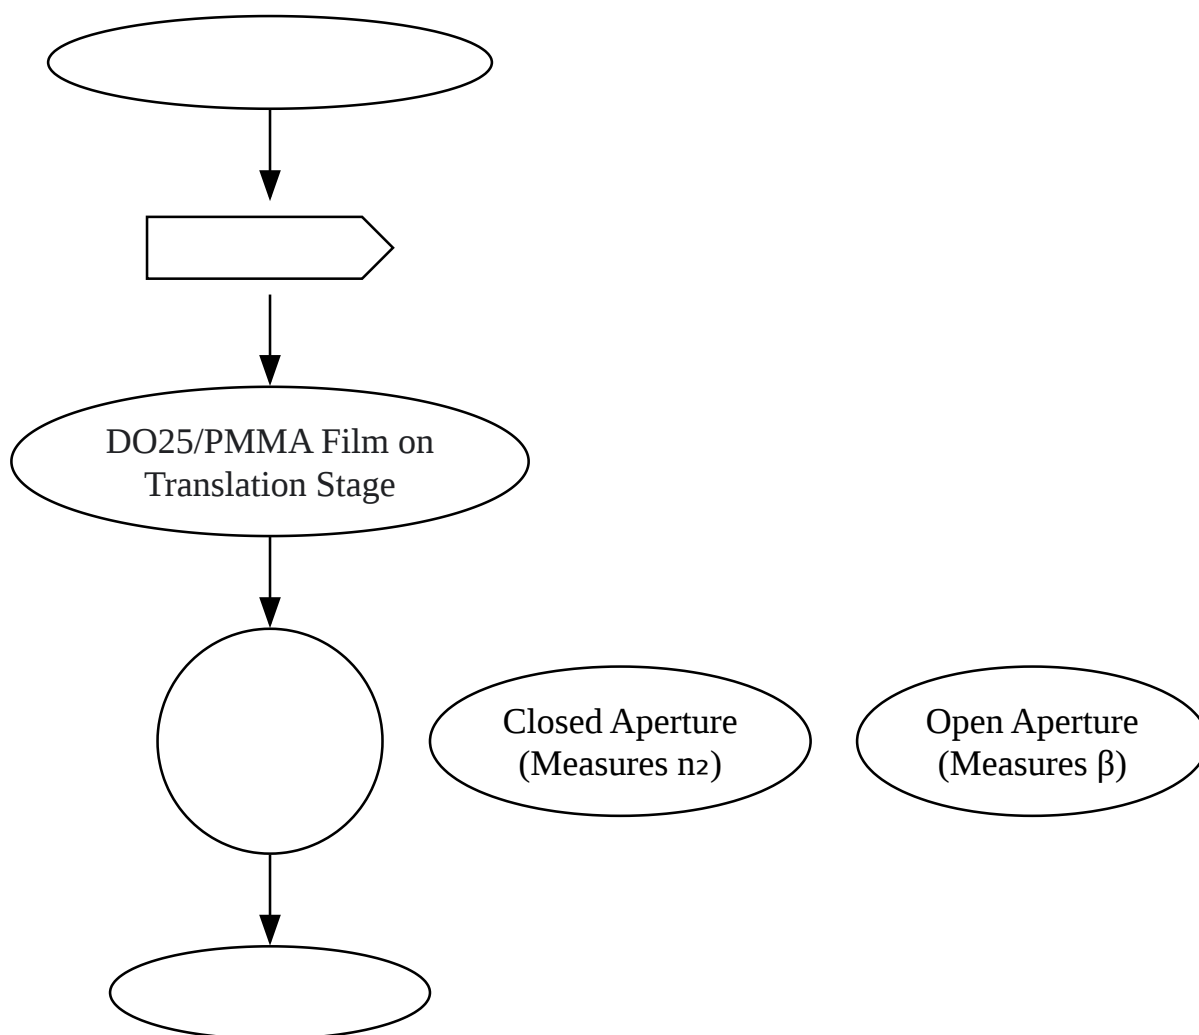 DO25/PMMA Film on
Translation Stage
Closed Aperture
(Measures n₂)
Open Aperture
(Measures β)